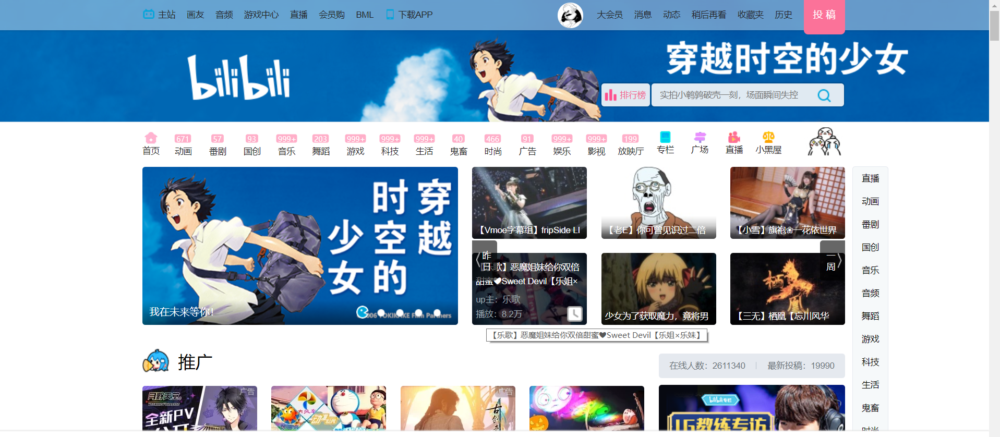 主站 画友 音频 游戏中心 直播 会员购 BML 下载APP
大会员 消息 动态 稍后再看 收藏夹 历史 投稿
bilibili
穿越时空的少女
排行榜 实拍小鹌鹑破壳一刻，场面瞬间失控
671 57 93 999+ 203 999+ 999+ 999+ 40 466 91 999+ 999+ 199
首页 动画 番剧 国创 音乐 舞蹈 游戏 科技 生活 鬼畜 时尚 广告 娱乐 影视 放映厅 专栏 广场 直播 小黑屋
穿越
时空的
少女
我在未来等你！
【Vmoe字幕组】fripSide LI
【老E】你可曾见识过二倍
【小雪】旗袍❀一花依世界
昨日
一周
【乐歌】恶魔姐妹给你双倍
甜蜜❤Sweet Devil【乐姐×
up主：乐歌
播放：8.2万
少女为了获取魔力，竟将男
栖凰
【三无】栖凰【忘川风华
【乐歌】恶魔姐妹给你双倍甜蜜❤Sweet Devil【乐姐×乐妹】
推广
在线人数：2611340 | 最新投稿：19990
广告
全新PV
大风车
广告
古剑奇
直播
动画
番剧
国创
音乐
音频
舞蹈
游戏
科技
生活
鬼畜
时尚